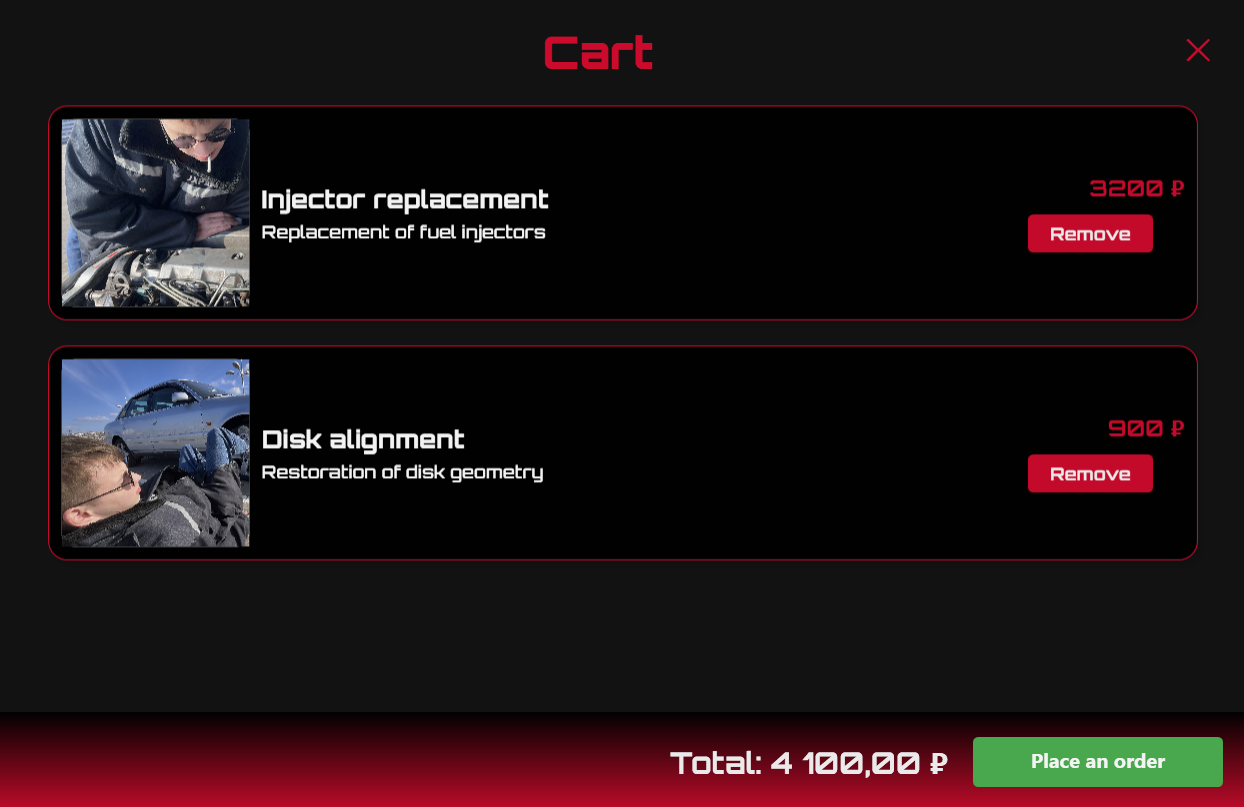 Cart
Injector replacement
Replacement of fuel injectors
3200 ₽
Remove
Disk alignment
Restoration of disk geometry
900 ₽
Remove
Total: 4 100,00 ₽
Place an order